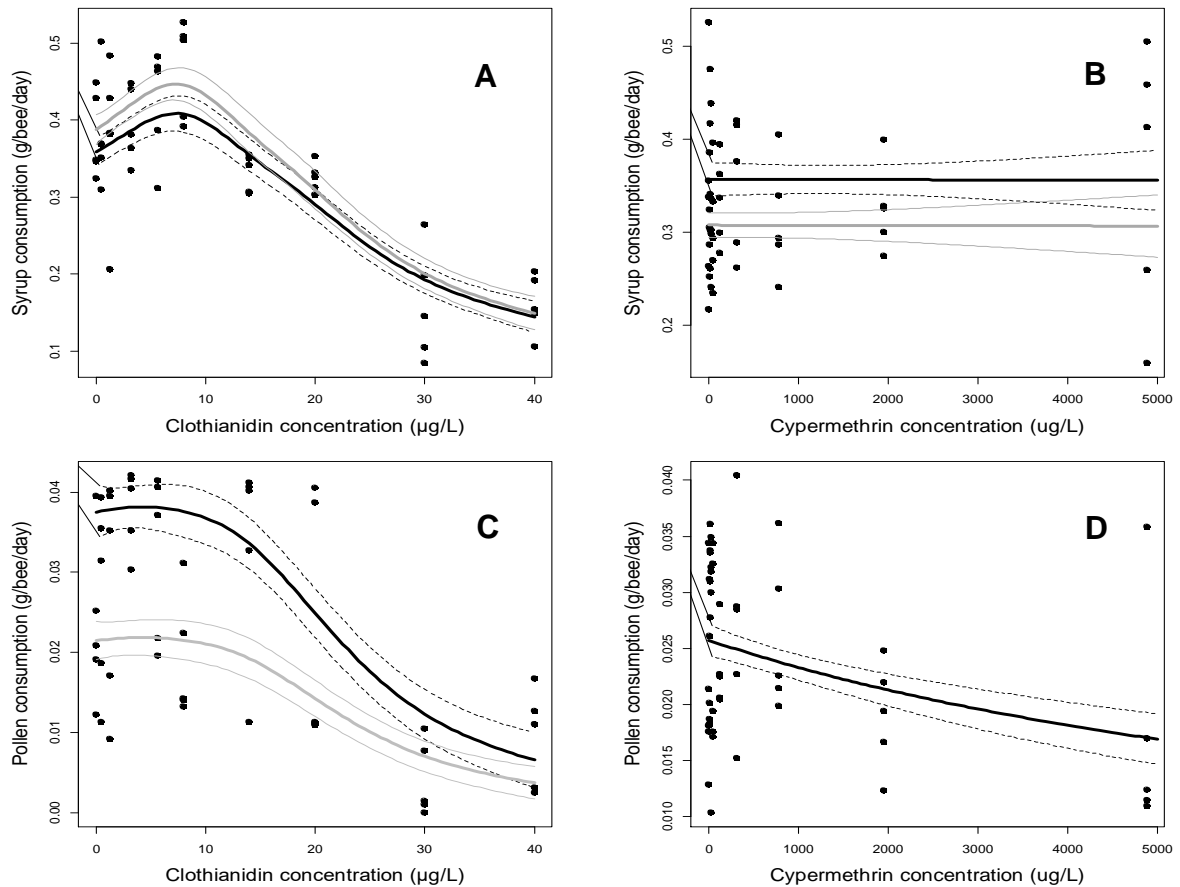 A
Syrup consumption (g/bee/day)
0.5
0.4
0.3
0.2
0.1
0 10 20 30 40
Clothianidin concentration (µg/L)
B
Syrup consumption (g/bee/day)
0.5
0.4
0.3
0.2
0 1000 2000 3000 4000 5000
Cypermethrin concentration (ug/L)
C
Pollen consumption (g/bee/day)
0.04
0.03
0.02
0.01
0.00
0 10 20 30 40
Clothianidin concentration (µg/L)
D
Pollen consumption (g/bee/day)
0.040
0.035
0.030
0.025
0.020
0.015
0.010
0 1000 2000 3000 4000 5000
Cypermethrin concentration (ug/L)